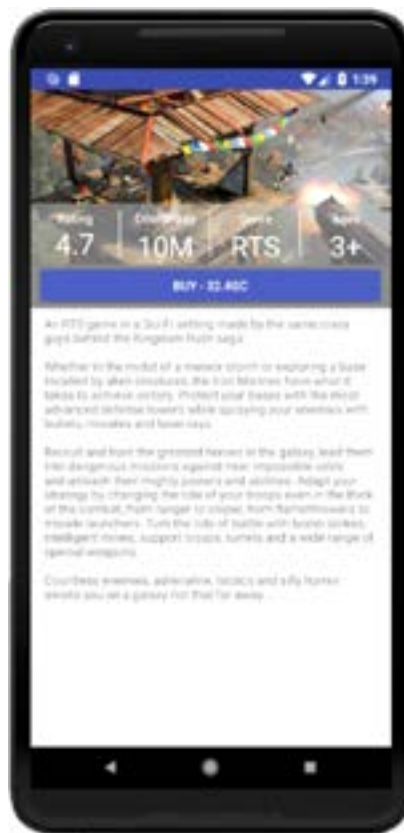 1:39
Rating
4.7
Downloads
10M
Genre
RTS
Ages
3+
An RTS game in a Sci-Fi setting made by the same crazy
guys behind the Kingdom Rush saga.
Whether in the midst of a meteor storm or exploring a base
invaded by alien creatures, the Iron Marines have what it
takes to achieve victory. Protect your bases with the most
advanced defense towers while spraying your enemies with
bullets, missiles and laser rays.
Recruit and train the greatest heroes in the galaxy, lead them
into dangerous missions against near impossible odds
and unleash their mighty powers and abilities. Adapt your
strategy by changing the role of your troops even in the thick
of the combat, from ranger to sniper, from flamethrowers to
missile launchers. Turn the tide of battle with bomb strikes,
intelligent mines, support troops, turrets and a wide range of
special weapons.
Countless enemies, adrenaline, tactics and silly humor
awaits you on a galaxy not that far away...